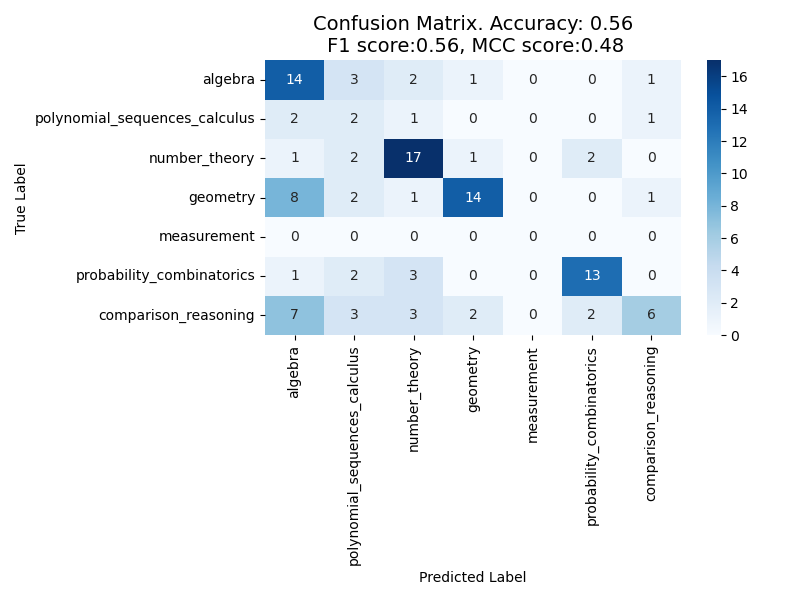 Confusion Matrix. Accuracy: 0.56
F1 score:0.56, MCC score:0.48
True Label
algebra 14 3 2 1 0 0 1
polynomial_sequences_calculus 2 2 1 0 0 0 1
number_theory 1 2 17 1 0 2 0
geometry 8 2 1 14 0 0 1
measurement 0 0 0 0 0 0 0
probability_combinatorics 1 2 3 0 0 13 0
comparison_reasoning 7 3 3 2 0 2 6
algebra
polynomial_sequences_calculus
number_theory
geometry
measurement
probability_combinatorics
comparison_reasoning
Predicted Label
16
14
12
10
8
6
4
2
0